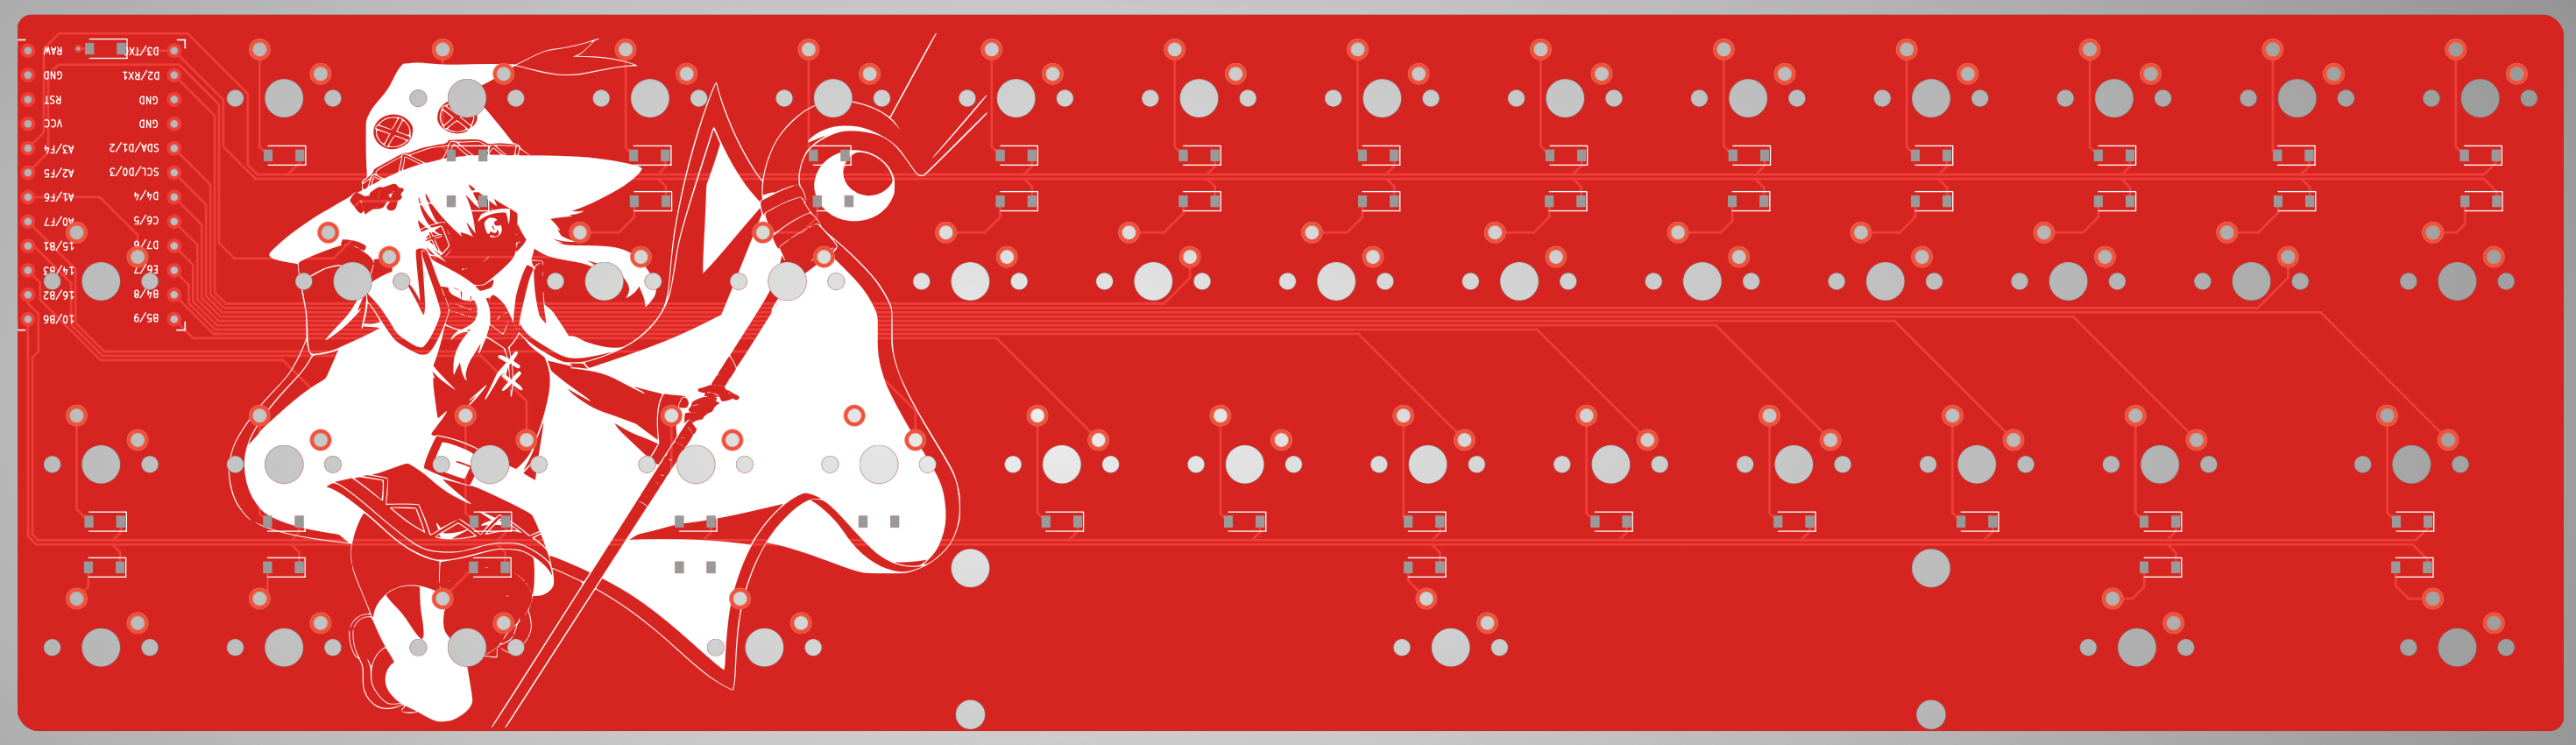 RAW
D3/TX0
GND
D2/RX1
RST
GND
VCC
GND
A3/F4
SDA/D1/2
A2/F5
SCL/D0/3
A1/F6
D4/4
A0/F7
C6/5
15/B1
D7/6
14/B3
E6/7
16/B2
B4/8
10/B6
B5/9